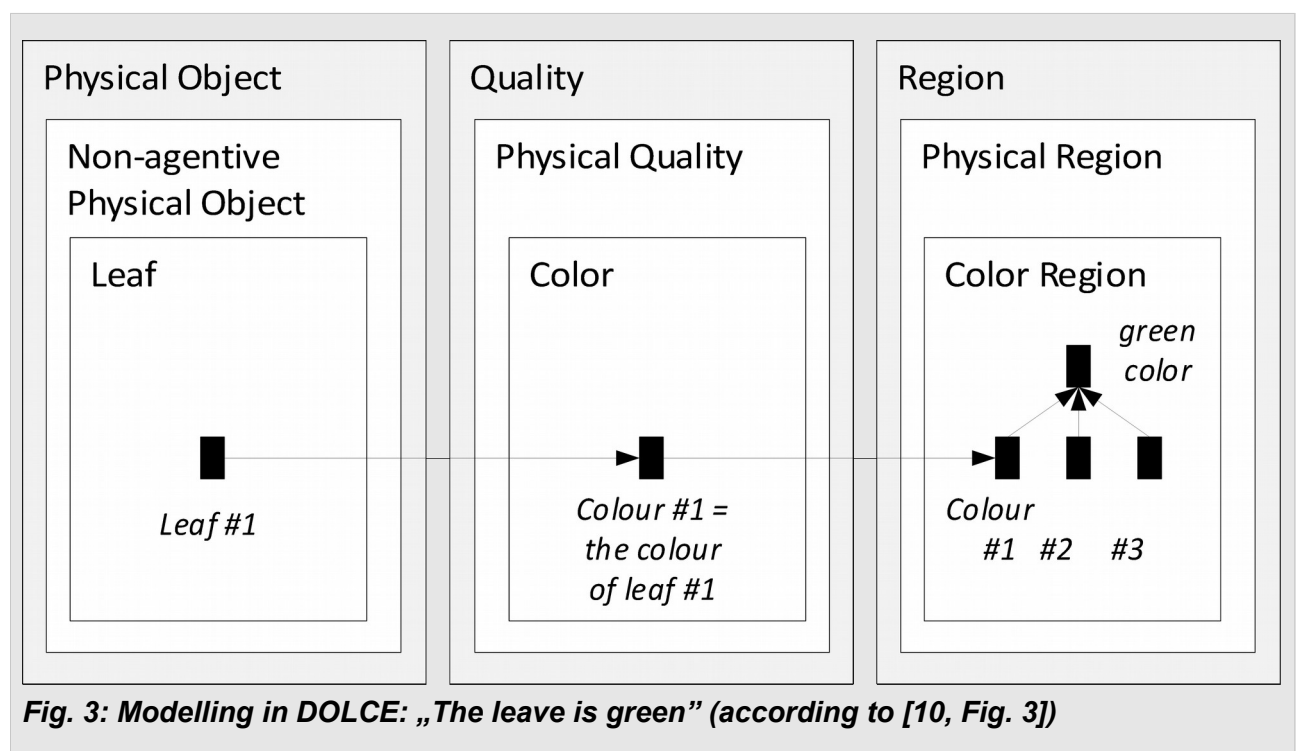 Physical Object
Non-agentive
Physical Object
Leaf
Leaf #1
Quality
Physical Quality
Color
Colour #1 =
the colour
of leaf #1
Region
Physical Region
Color Region
green
color
Colour
#1 #2 #3
Fig. 3: Modelling in DOLCE: „The leave is green” (according to [10, Fig. 3])